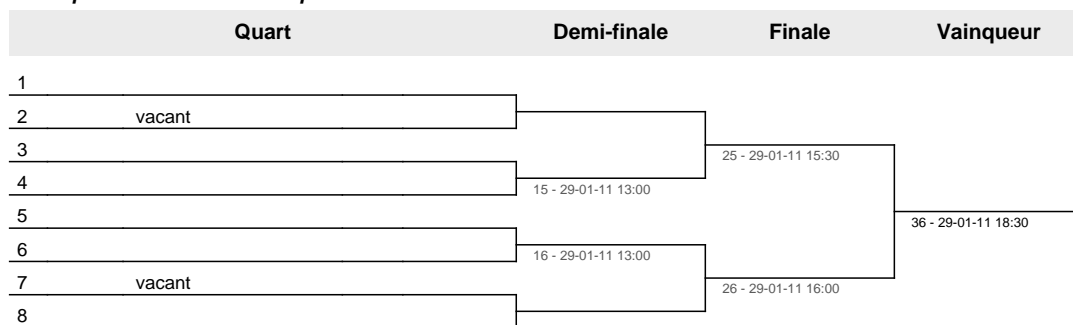 Quart Demi-finale Finale Vainqueur
1
2 vacant
3
25 - 29-01-11 15:30
4
15 - 29-01-11 13:00
5
36 - 29-01-11 18:30
6
16 - 29-01-11 13:00
7 vacant
26 - 29-01-11 16:00
8